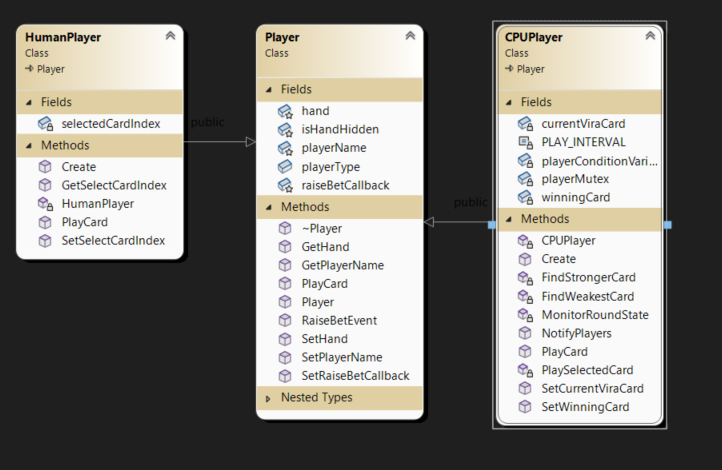 HumanPlayer
Class
Player
Fields
selectedCardIndex
Methods
Create
GetSelectCardIndex
HumanPlayer
PlayCard
SetSelectCardIndex
public
Player
Class
Fields
hand
isHandHidden
playerName
playerType
raiseBetCallback
Methods
~Player
GetHand
GetPlayerName
PlayCard
Player
RaiseBetEvent
SetHand
SetPlayerName
SetRaiseBetCallback
Nested Types
public
CPUPlayer
Class
Player
Fields
currentViraCard
PLAY_INTERVAL
playerConditionVari...
playerMutex
winningCard
Methods
CPUPlayer
Create
FindStrongerCard
FindWeakestCard
MonitorRoundState
NotifyPlayers
PlayCard
PlaySelectedCard
SetCurrentViraCard
SetWinningCard